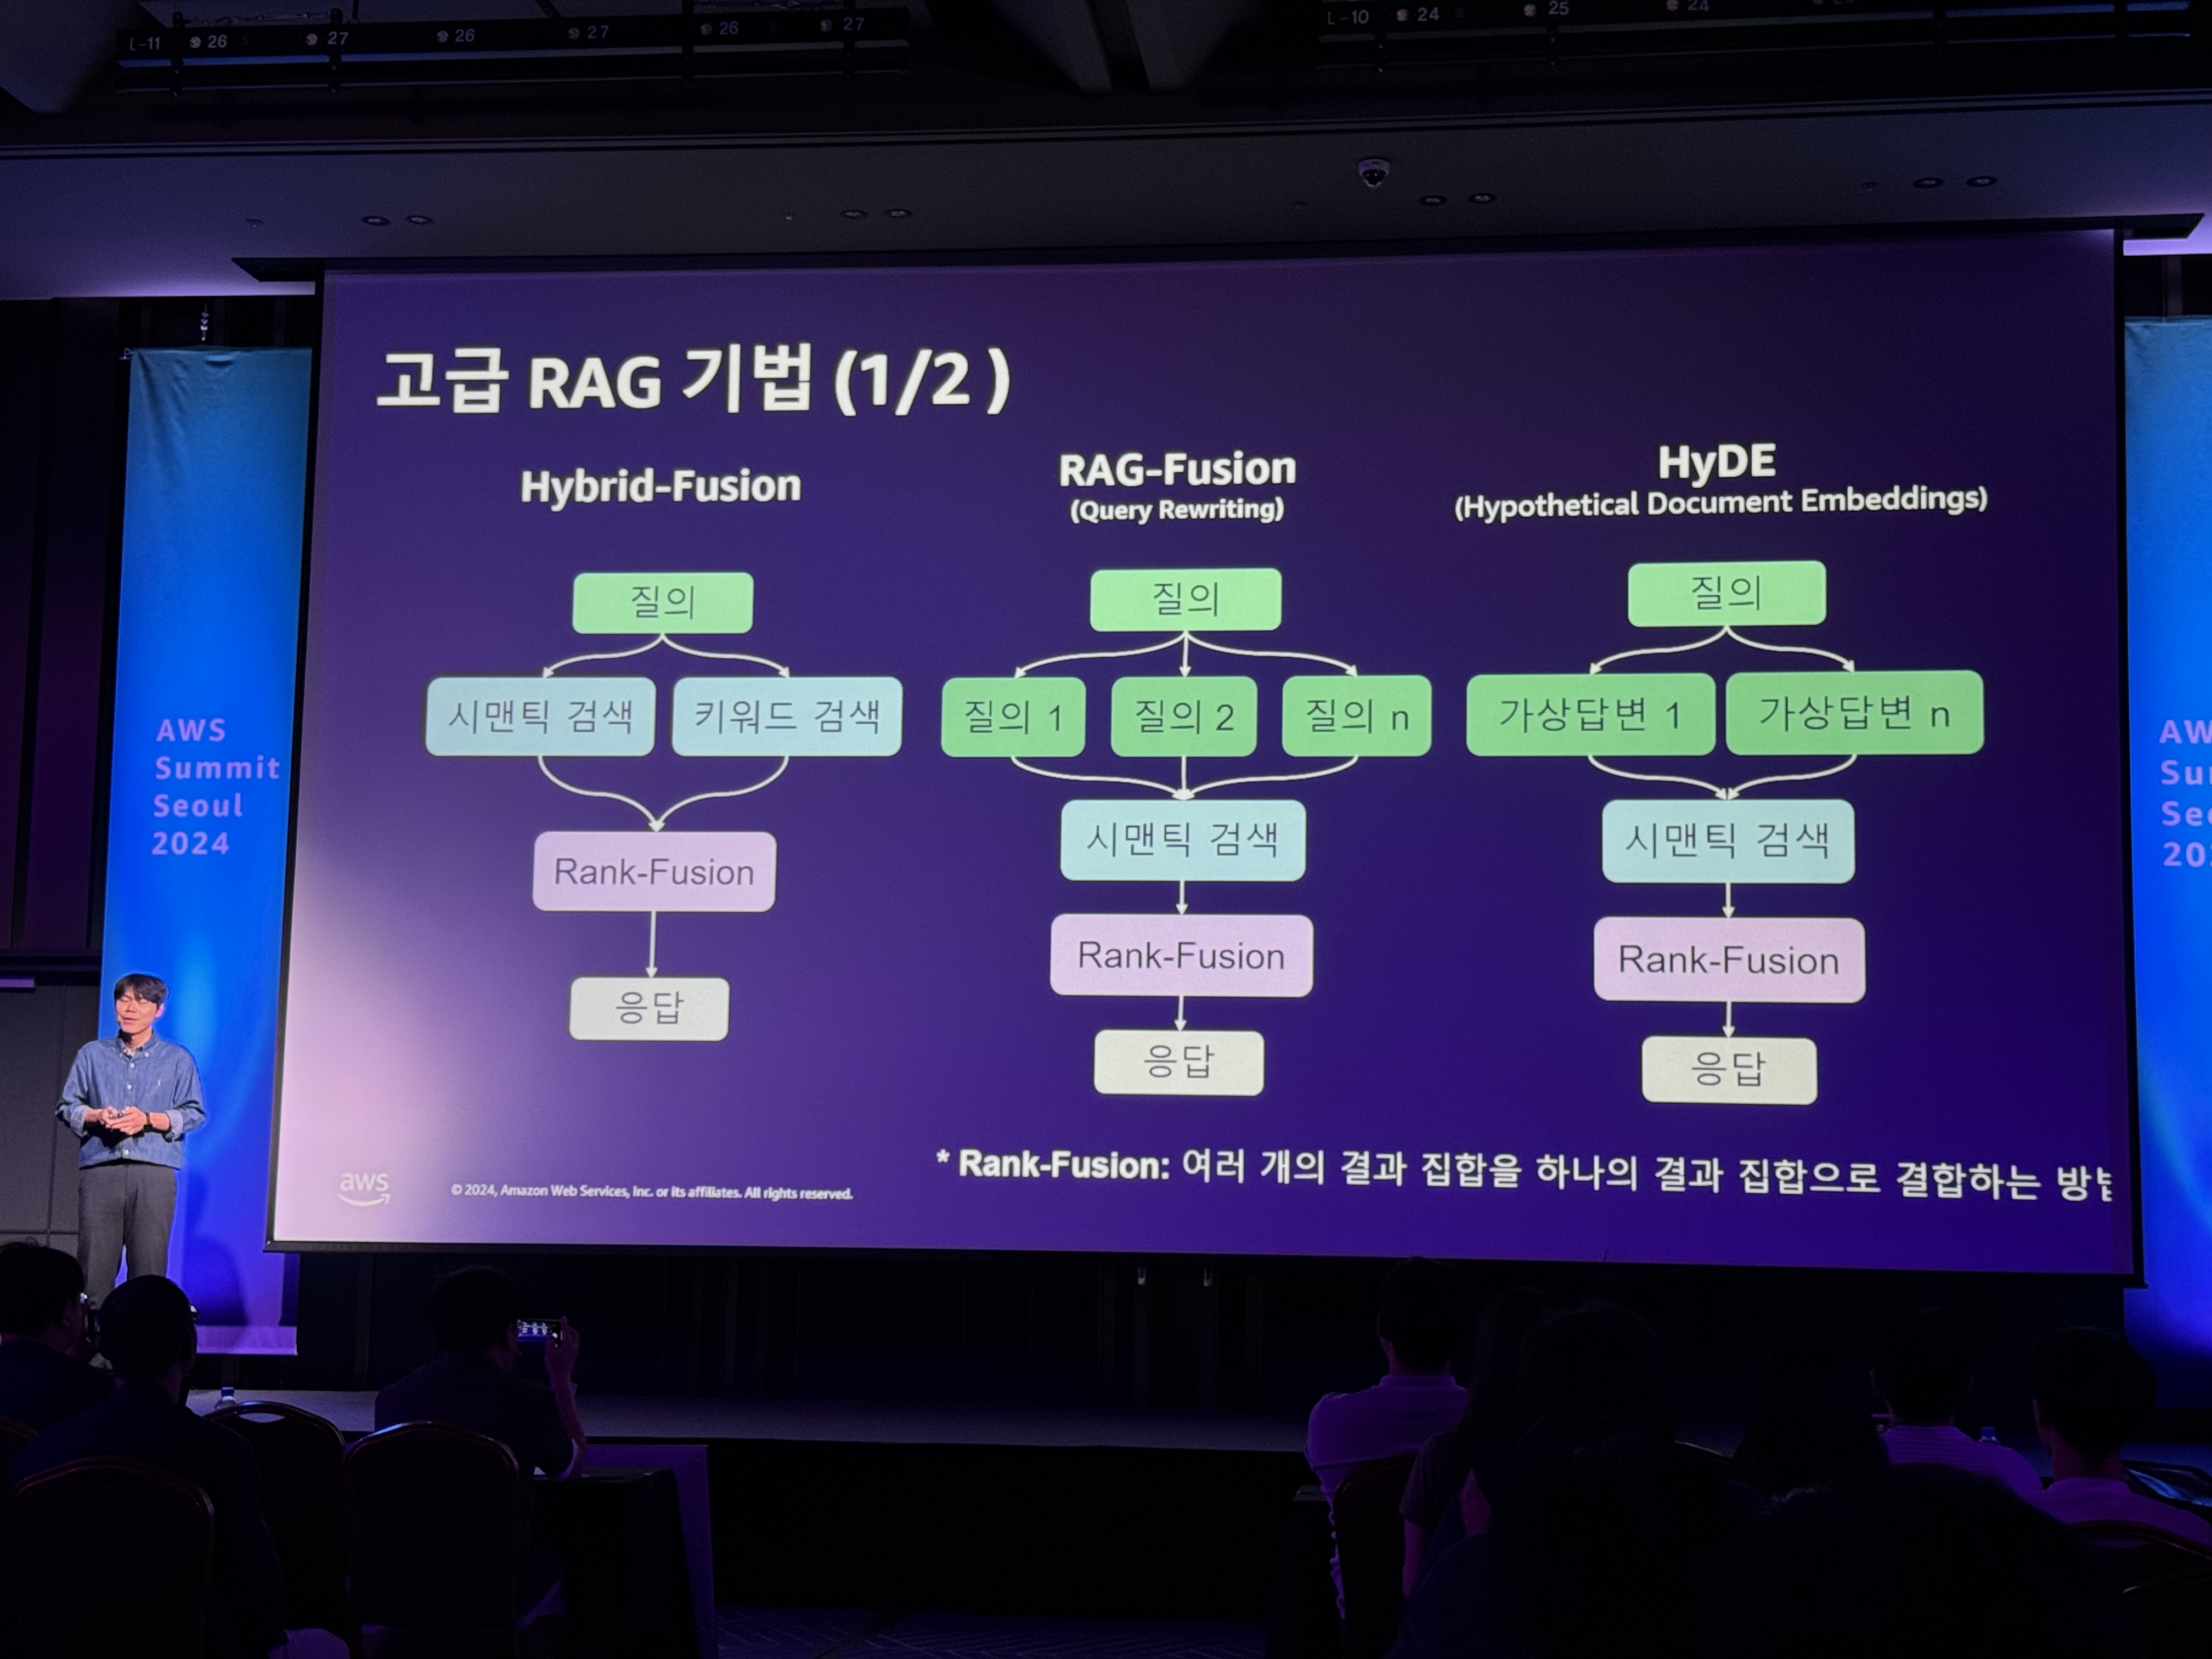 L-11 26 27 26 27 26 27
L-10 24 25 24
고급 RAG 기법 (1/2 )
Hybrid-Fusion
질의
시맨틱 검색 키워드 검색
Rank-Fusion
응답
RAG-Fusion
(Query Rewriting)
질의
질의 1 질의 2 질의 n
시맨틱 검색
Rank-Fusion
응답
HyDE
(Hypothetical Document Embeddings)
질의
가상답변 1 가상답변 n
시맨틱 검색
Rank-Fusion
응답
* Rank-Fusion: 여러 개의 결과 집합을 하나의 결과 집합으로 결합하는
aws
© 2024, Amazon Web Services, Inc. or its affiliates. All rights reserved.
AWS
Summit
Seoul
2024